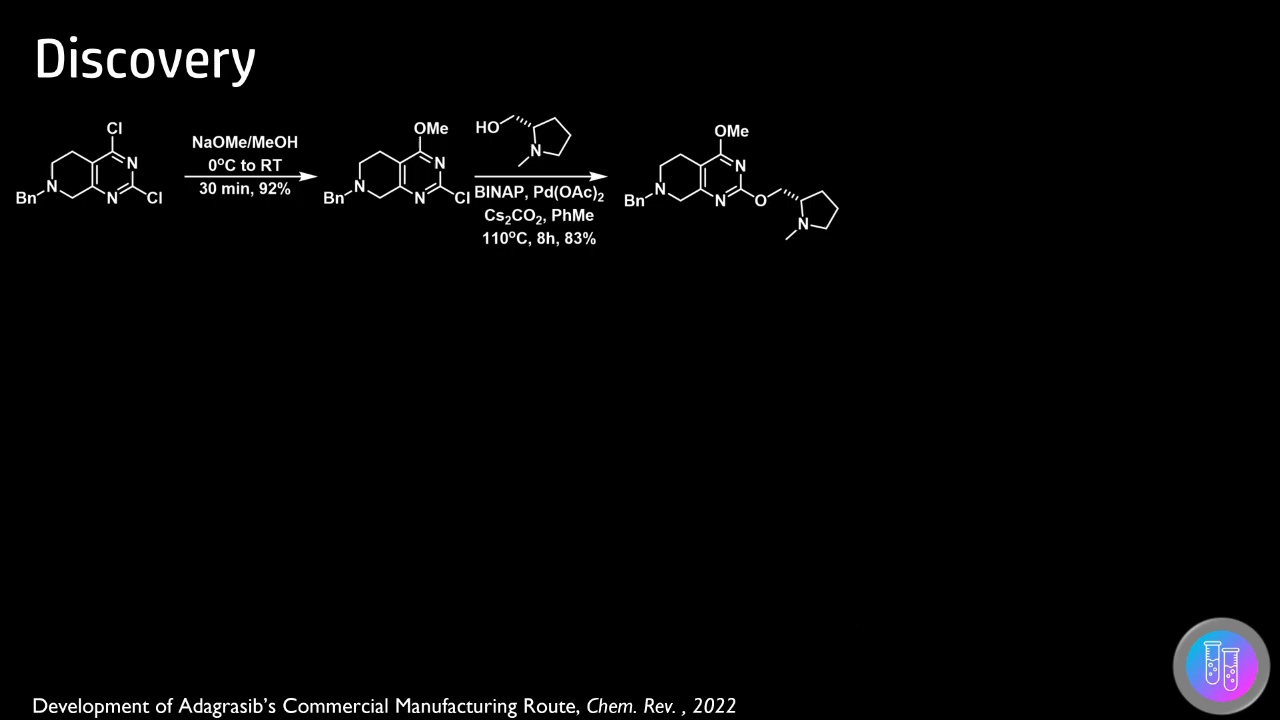 Discovery
Cl
N
N
Cl
N
Bn
NaOMe/MeOH
0°C to RT
30 min, 92%
OMe
N
N
Cl
N
Bn
HO
N
BINAP, Pd(OAc)₂
Cs₂CO₂, PhMe
110°C, 8h, 83%
OMe
N
N
O
N
Bn
N
Development of Adagrasib's Commercial Manufacturing Route, Chem. Rev. , 2022